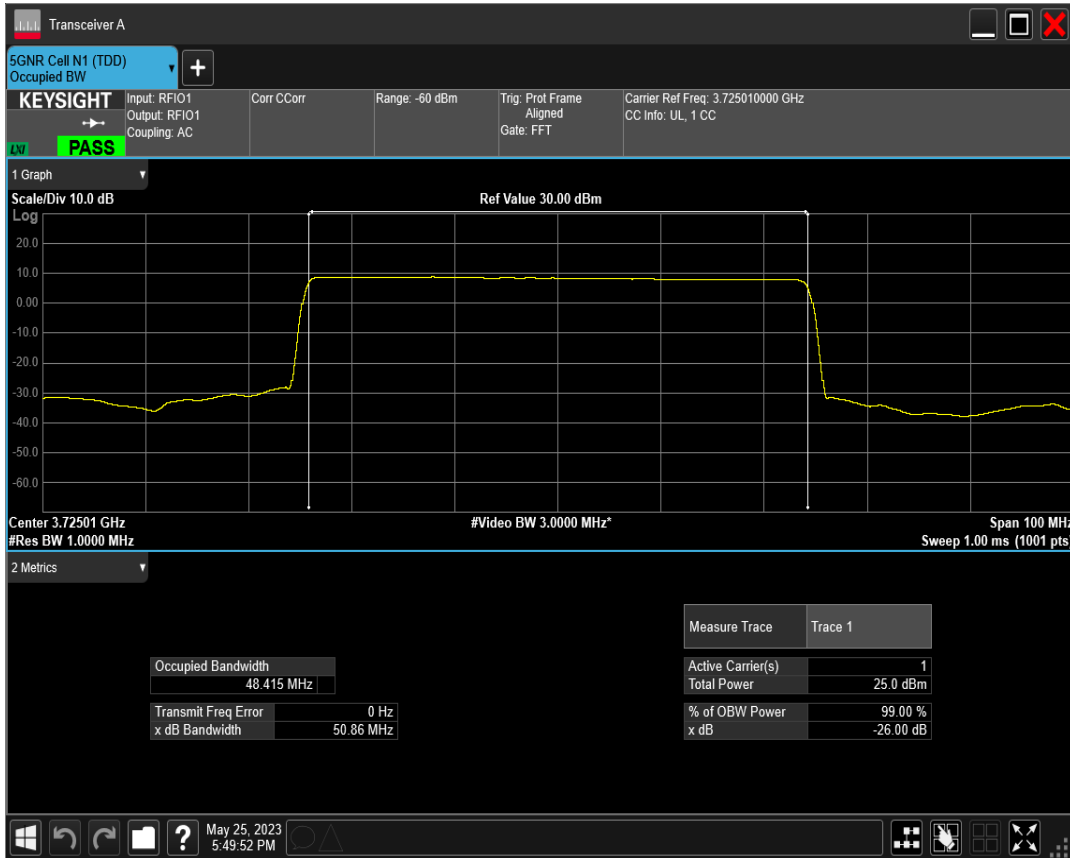 Transceiver A
5GNR Cell N1 (TDD)
Occupied BW
+
KEYSIGHT
LXI
PASS
Input: RFIO1
Output: RFIO1
Coupling: AC
Corr CCorr
Range: -60 dBm
Trig: Prot Frame
Aligned
Gate: FFT
Carrier Ref Freq: 3.725010000 GHz
CC Info: UL, 1 CC
1 Graph
Scale/Div 10.0 dB
Ref Value 30.00 dBm
Log
20.0
10.0
0.00
-10.0
-20.0
-30.0
-40.0
-50.0
-60.0
Center 3.72501 GHz
#Video BW 3.0000 MHz*
Span 100 MHz
#Res BW 1.0000 MHz
Sweep 1.00 ms (1001 pts)
2 Metrics
Measure Trace Trace 1
Occupied Bandwidth
48.415 MHz
Active Carrier(s) 1
Total Power 25.0 dBm
Transmit Freq Error 0 Hz
x dB Bandwidth 50.86 MHz
% of OBW Power 99.00 %
x dB -26.00 dB
?
May 25, 2023
5:49:52 PM